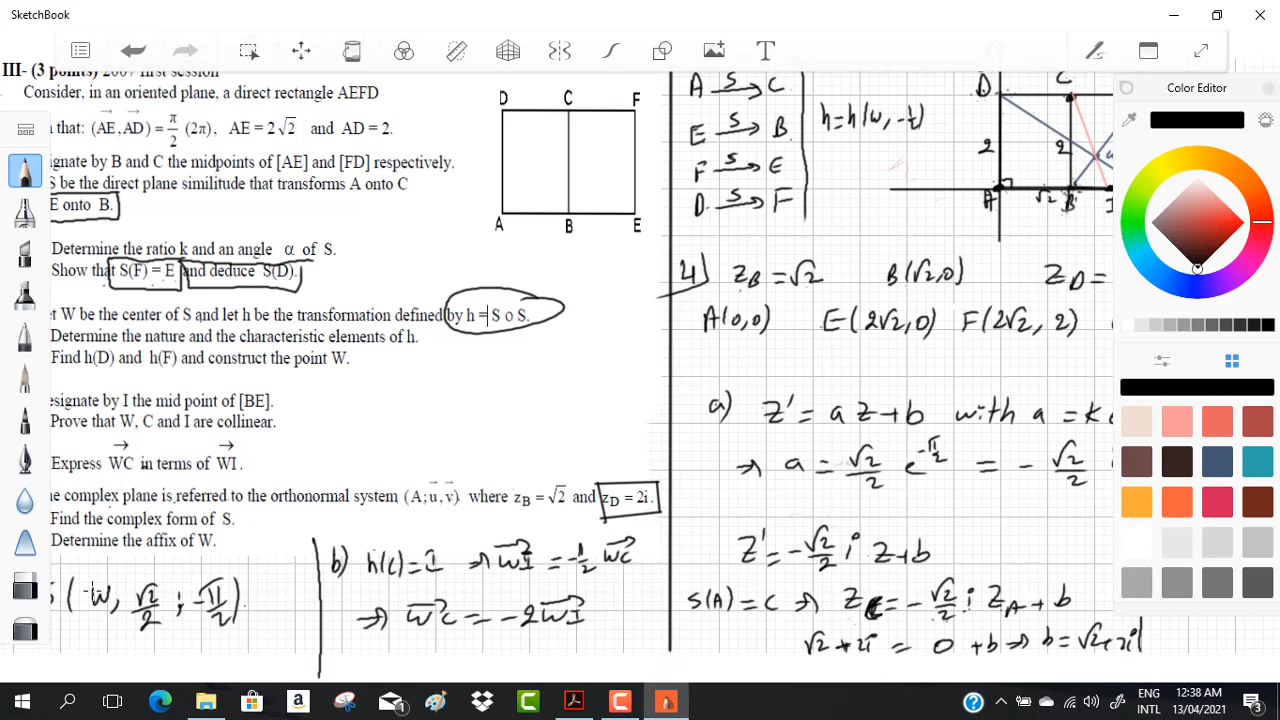 SketchBook
III- (3 points) 2007 first session
Consider, in an oriented plane, a direct rectangle AEFD
that: (AE, AD) = π/2 (2π), AE = 2√2 and AD = 2.
ignate by B and C the midpoints of [AE] and [FD] respectively.
S be the direct plane similitude that transforms A onto C
E onto B.
Determine the ratio k and an angle α of S.
Show that S(F) = E and deduce S(D).
t W be the center of S and let h be the transformation defined by h = S o S.
Determine the nature and the characteristic elements of h.
Find h(D) and h(F) and construct the point W.
signate by I the mid point of [BE].
Prove that W, C and I are collinear.
Express WC in terms of WI.
e complex plane is referred to the orthonormal system (A; u, v) where zB = √2 and zD = 2i.
Find the complex form of S.
Determine the affix of W.
D C F
A B E
S (W, √2/2 ; -π/2)
b) h(C) = I ⇒ WI = -1/2 WC
⇒ WC = -2WI
A S→ C
E S→ B
F S→ E
D S→ F
h = h(W, -1/2)
D C
2 2
A √2 B
4) zB = √2 B(√2,0) ZD =
A(0,0) E(2√2,0) F(2√2, 2)
a) Z' = a Z + b with a = K
⇒ a = √2/2 e^-π/2 = - √2/2
Z' = -√2/2 i Z + b
S(A) = C ⇒ ZC = -√2/2 i ZA + b
√2 + 2i = 0 + b ⇒ b = √2+2i
Color Editor
ENG
12:38 AM
INTL
13/04/2021
1
3